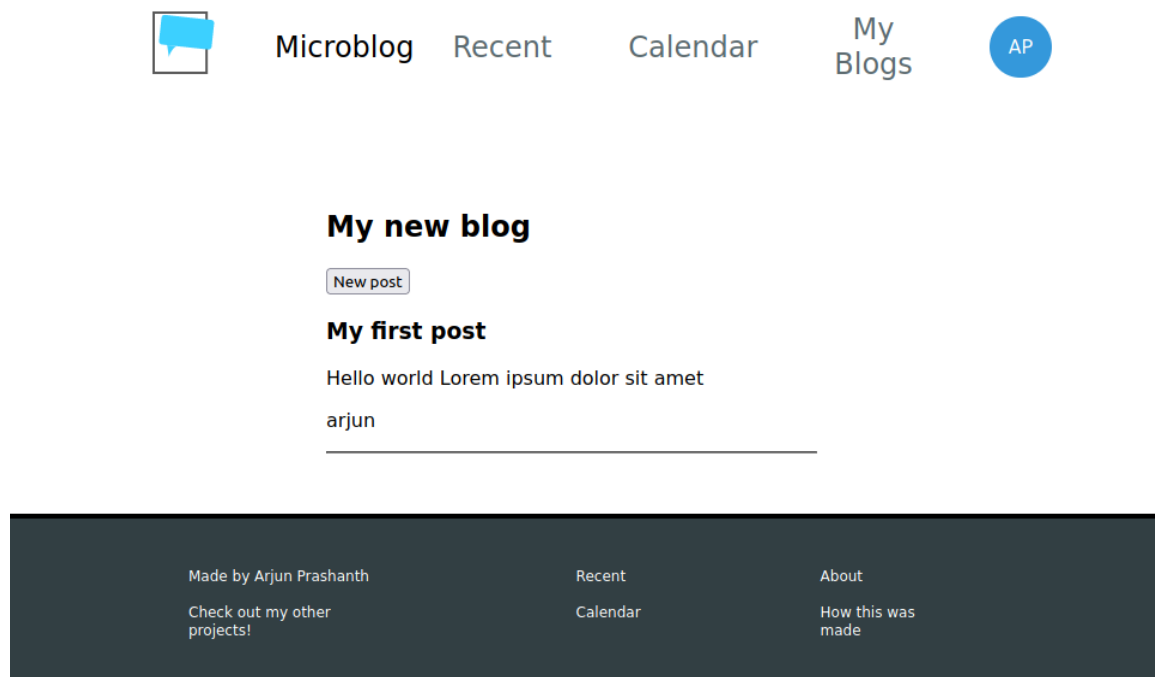 Microblog Recent Calendar My
Blogs AP
My new blog
New post
My first post
Hello world Lorem ipsum dolor sit amet
arjun
Made by Arjun Prashanth
Check out my other
projects!
Recent
Calendar
About
How this was
made